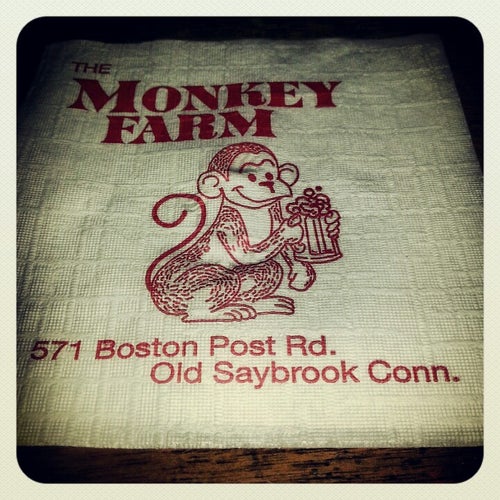 THE
MONKEY
FARM
571 Boston Post Rd.
Old Saybrook Conn.